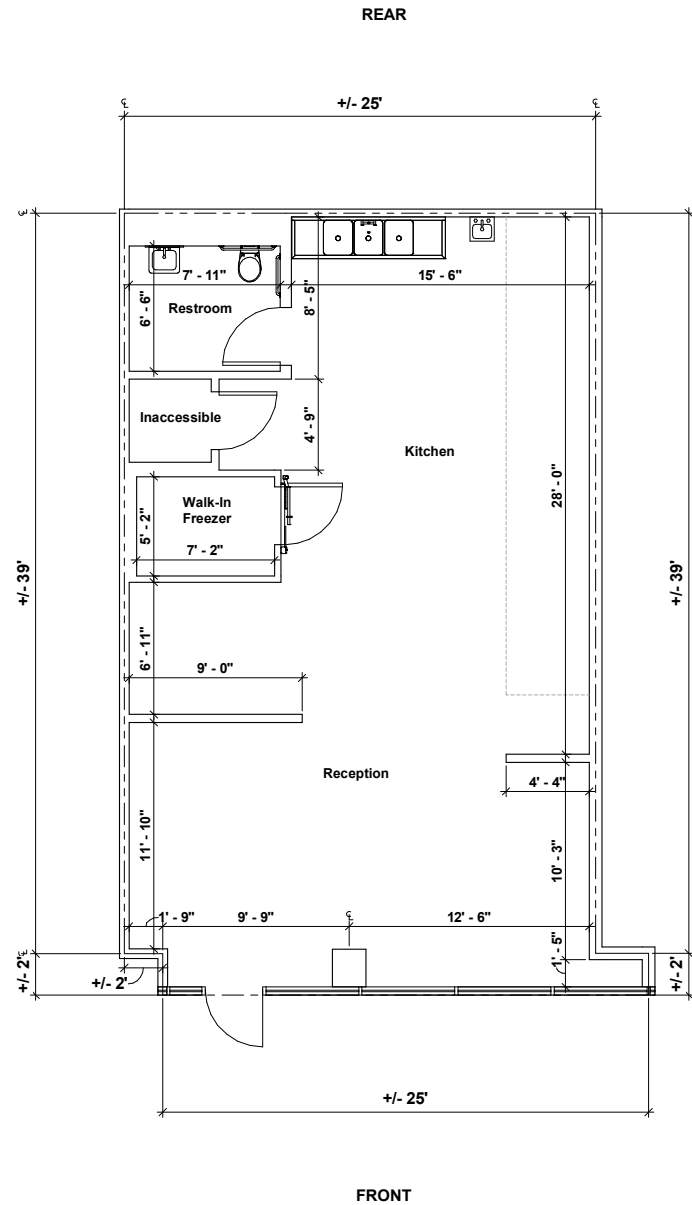 REAR
℄
+/- 25'
℄
℄
7' - 11"
8' - 5"
15' - 6"
6' - 6"
Restroom
Inaccessible
4' - 9"
Kitchen
28' - 0"
Walk-In
Freezer
5' - 2"
7' - 2"
+/- 39'
+/- 39'
6' - 11"
9' - 0"
Reception
4' - 4"
11' - 10"
10' - 3"
1' - 9"
9' - 9"
℄
12' - 6"
1' - 5"
℄
+/- 2'
+/- 2'
+/- 2'
+/- 25'
FRONT